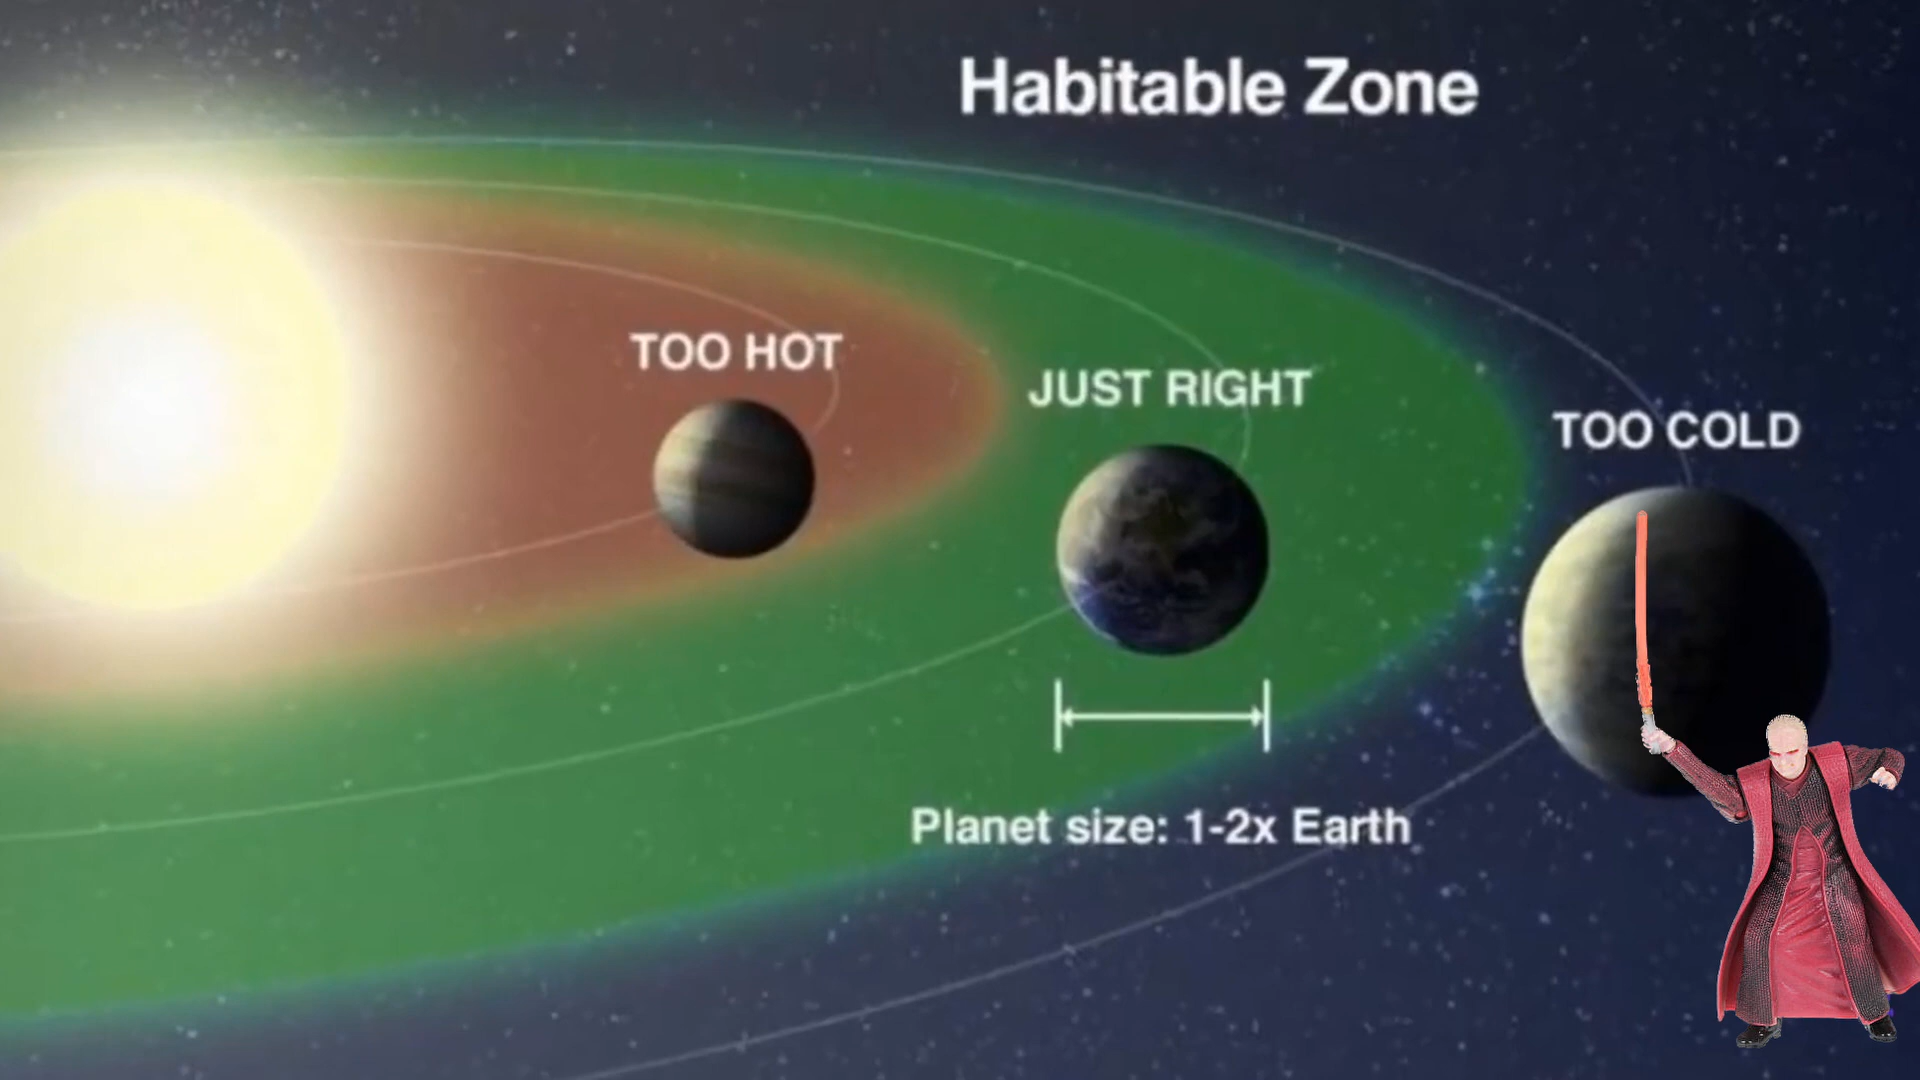 Habitable Zone
TOO HOT
JUST RIGHT
TOO COLD
Planet size: 1-2x Earth